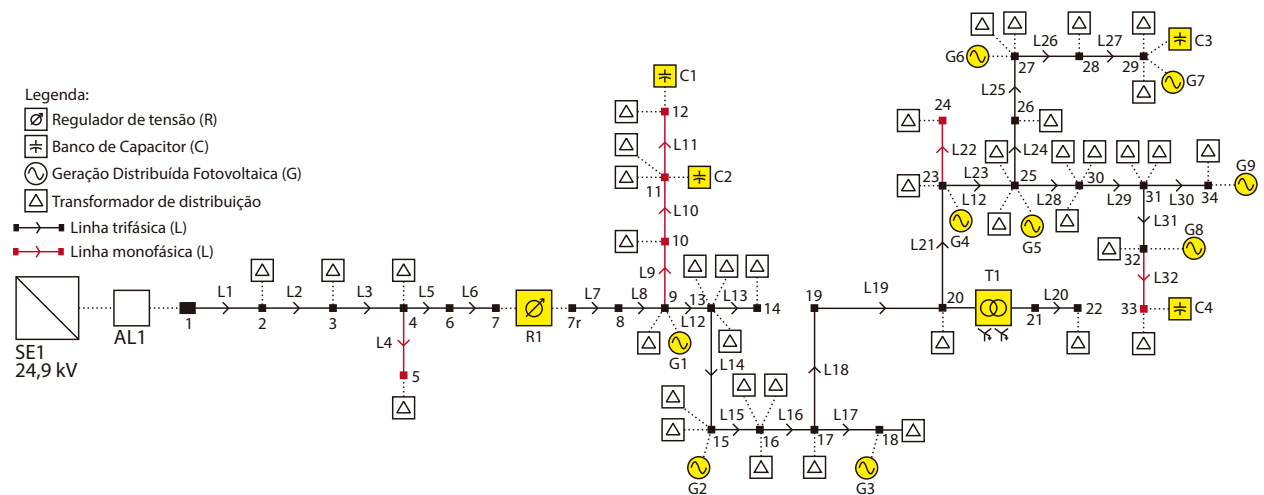 Legenda:
Regulador de tensão (R)
Banco de Capacitor (C)
Geração Distribuída Fotovoltaica (G)
Transformador de distribuição
Linha trifásica (L)
Linha monofásica (L)
SE1
24,9 kV
AL1
1
L1
2
L2
3
L3
4
L4
5
L5
6
L6
7
R1
7r
L7
8
L8
9
G1
L9
10
L10
11
C2
L11
12
C1
L12
13
L13
14
L14
15
G2
L15
16
L16
17
L17
18
G3
L18
19
L19
20
T1
21
L20
22
L21
23
G4
L22
24
L23
L12
25
G5
L24
26
L25
27
G6
L26
28
L27
29
C3
G7
L28
30
L29
31
L30
34
G9
L31
32
G8
L32
33
C4